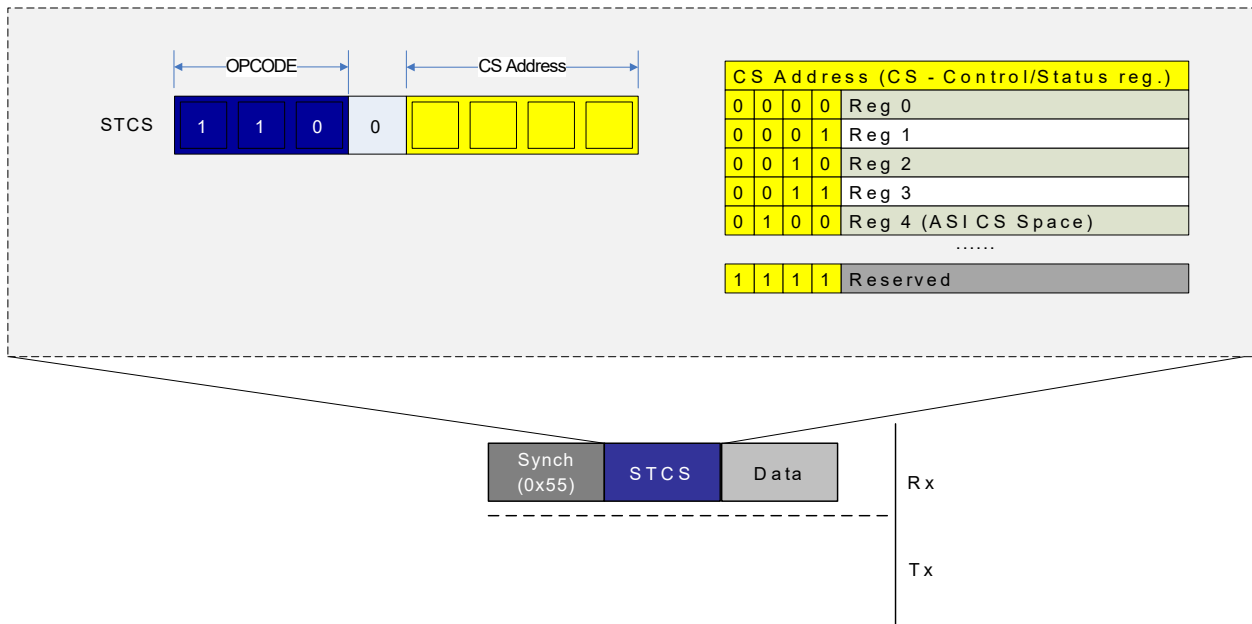 OPCODE
CS Address
STCS
1 1 0 0
CS Address (CS - Control/Status reg.)
0 0 0 0 Reg 0
0 0 0 1 Reg 1
0 0 1 0 Reg 2
0 0 1 1 Reg 3
0 1 0 0 Reg 4 (ASI CS Space)
......
1 1 1 1 Reserved
Synch
(0x55)
STCS
Data
Rx
Tx